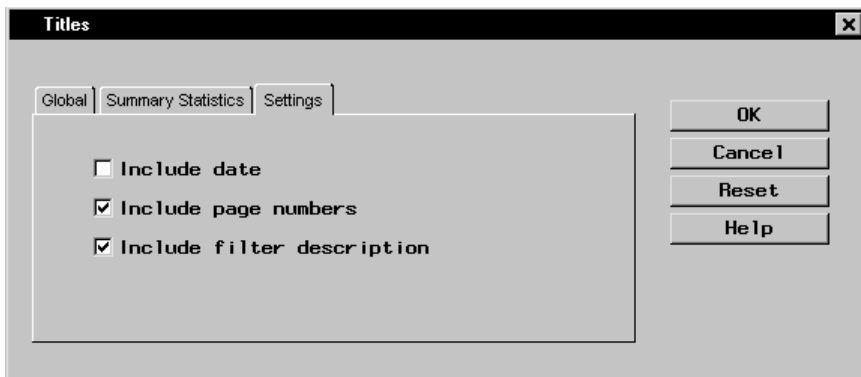 Titles
Global Summary Statistics Settings
Include date
Include page numbers
Include filter description
OK
Cancel
Reset
Help